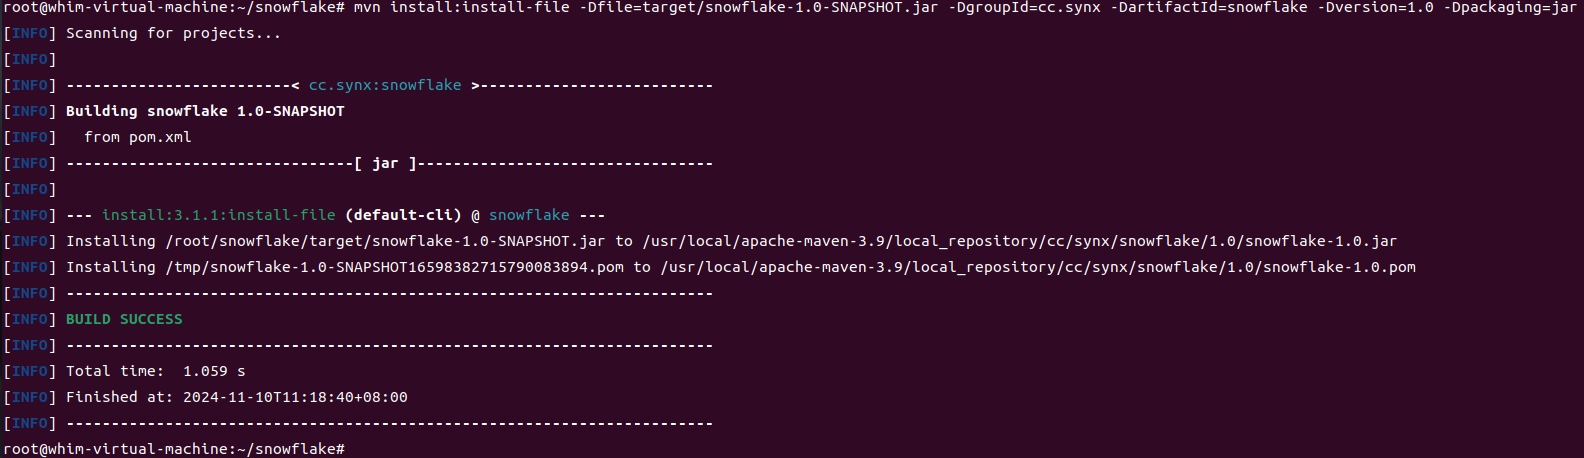 root@whim-virtual-machine:~/snowflake# mvn install:install-file -Dfile=target/snowflake-1.0-SNAPSHOT.jar -DgroupId=cc.synx -DartifactId=snowflake -Dversion=1.0 -Dpackaging=jar
[INFO] Scanning for projects...
[INFO]
[INFO] -------------------------< cc.synx:snowflake >--------------------------
[INFO] Building snowflake 1.0-SNAPSHOT
[INFO]   from pom.xml
[INFO] --------------------------------[ jar ]---------------------------------
[INFO]
[INFO] --- install:3.1.1:install-file (default-cli) @ snowflake ---
[INFO] Installing /root/snowflake/target/snowflake-1.0-SNAPSHOT.jar to /usr/local/apache-maven-3.9/local_repository/cc/synx/snowflake/1.0/snowflake-1.0.jar
[INFO] Installing /tmp/snowflake-1.0-SNAPSHOT16598382715790083894.pom to /usr/local/apache-maven-3.9/local_repository/cc/synx/snowflake/1.0/snowflake-1.0.pom
[INFO] ------------------------------------------------------------------------
[INFO] BUILD SUCCESS
[INFO] ------------------------------------------------------------------------
[INFO] Total time:  1.059 s
[INFO] Finished at: 2024-11-10T11:18:40+08:00
[INFO] ------------------------------------------------------------------------
root@whim-virtual-machine:~/snowflake#